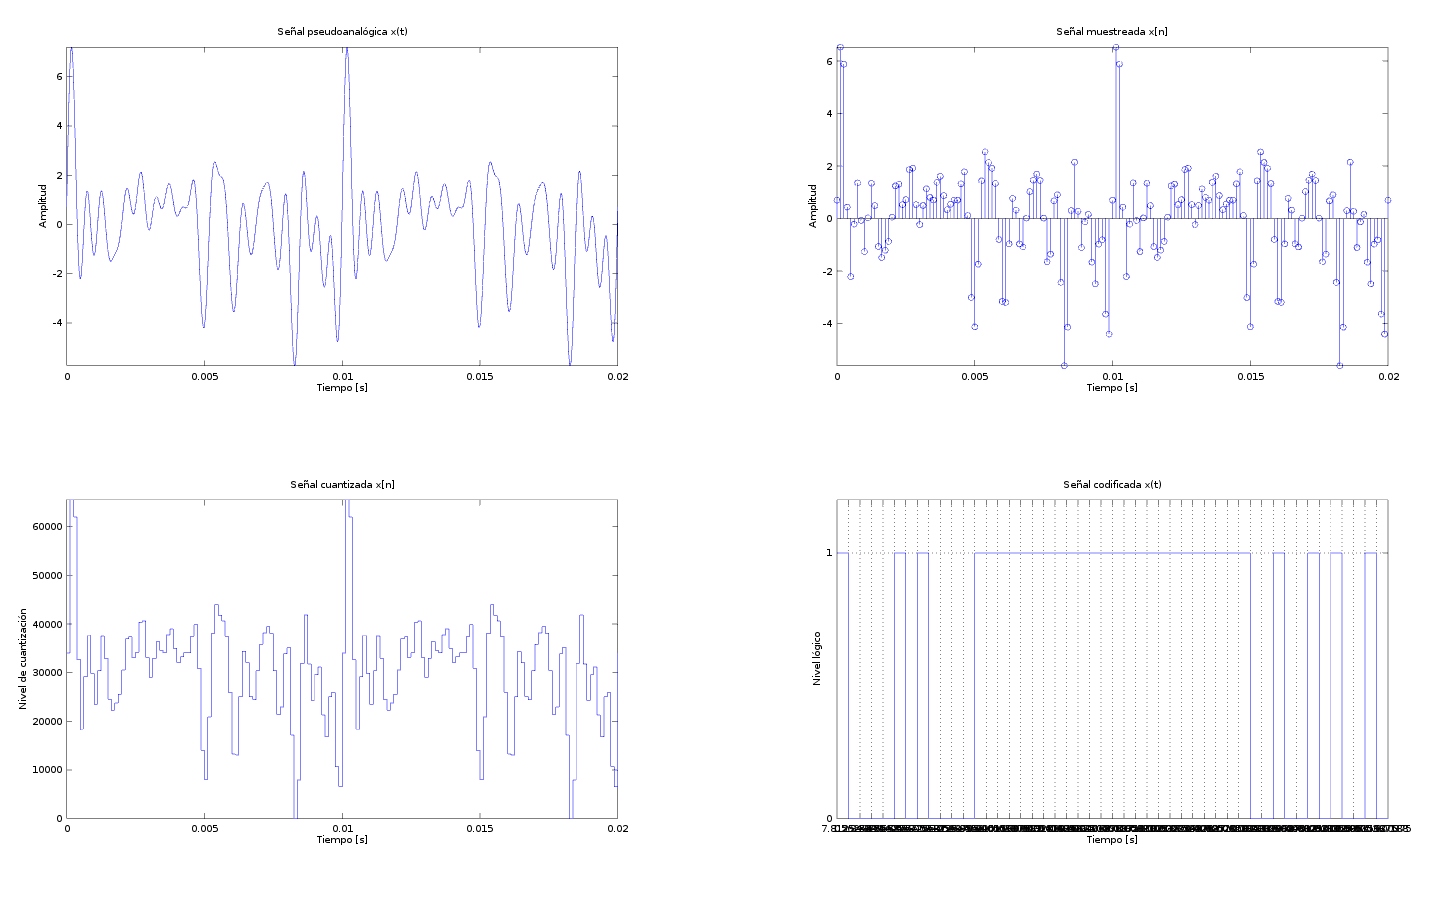 Señal pseudoanalógica x(t)
6
4
2
0
-2
-4
Amplitud
0 0.005 0.01 0.015 0.02
Tiempo [s]
Señal muestreada x[n]
6
4
2
0
-2
-4
Amplitud
0 0.005 0.01 0.015 0.02
Tiempo [s]
Señal cuantizada x[n]
60000
50000
40000
30000
20000
10000
0
Nivel de cuantización
0 0.005 0.01 0.015 0.02
Tiempo [s]
Señal codificada x(t)
1
0
Nivel lógico
Tiempo [s]